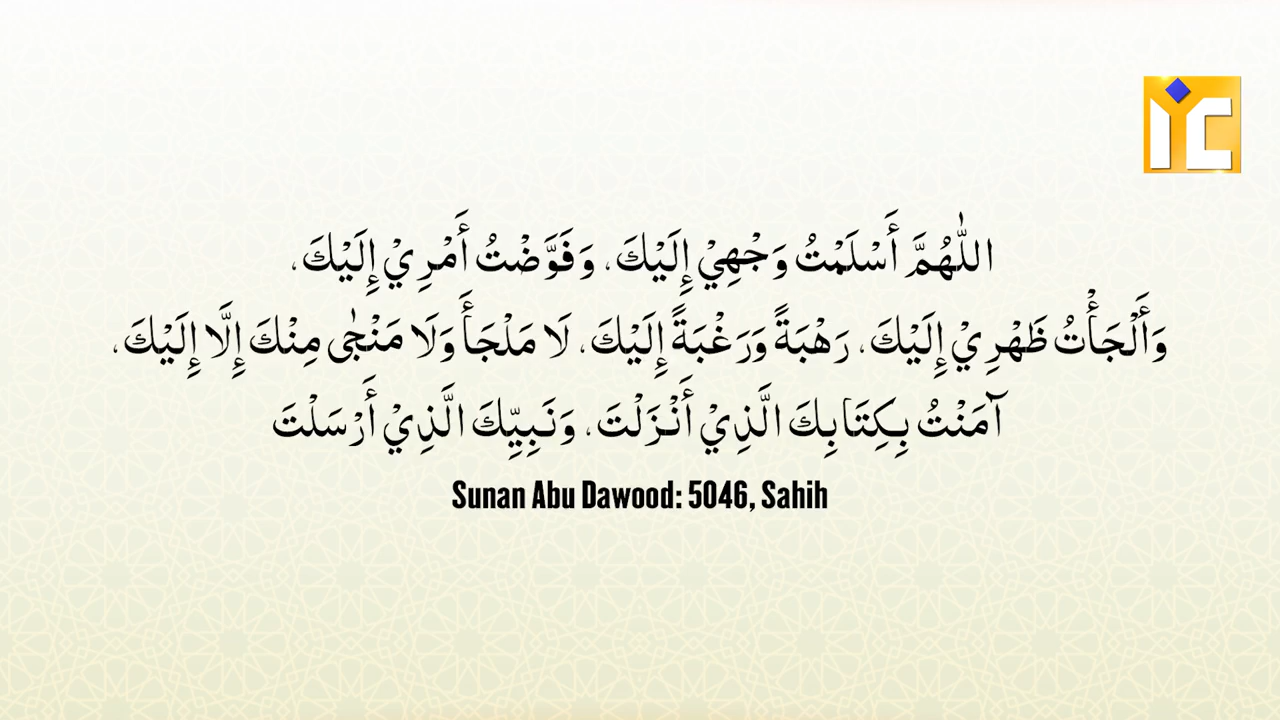 اللّٰهُمَّ أَسْلَمْتُ وَجْهِيْ إِلَيْكَ، وَفَوَّضْتُ أَمْرِيْ إِلَيْكَ،
وَأَلْجَأْتُ ظَهْرِيْ إِلَيْكَ، رَهْبَةً وَرَغْبَةً إِلَيْكَ، لَا مَلْجَأَ وَلَا مَنْجٰى مِنْكَ إِلَّا إِلَيْكَ،
آمَنْتُ بِكِتَابِكَ الَّذِيْ أَنْزَلْتَ، وَنَبِيِّكَ الَّذِيْ أَرْسَلْتَ
Sunan Abu Dawood: 5046, Sahih